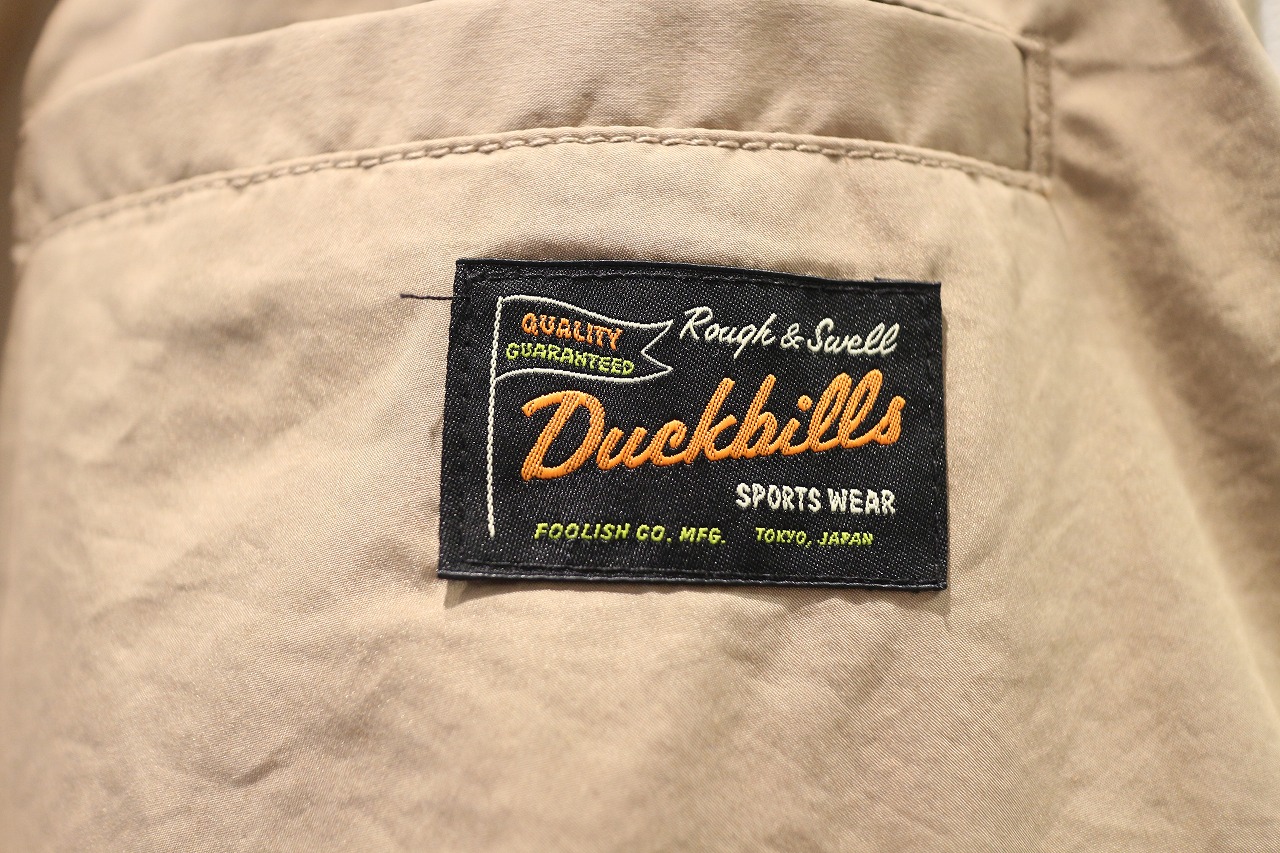 QUALITY
GUARANTEED
Rough & Swell
Duckbills
SPORTS WEAR
FOOLISH CO. MFG. TOKYO, JAPAN